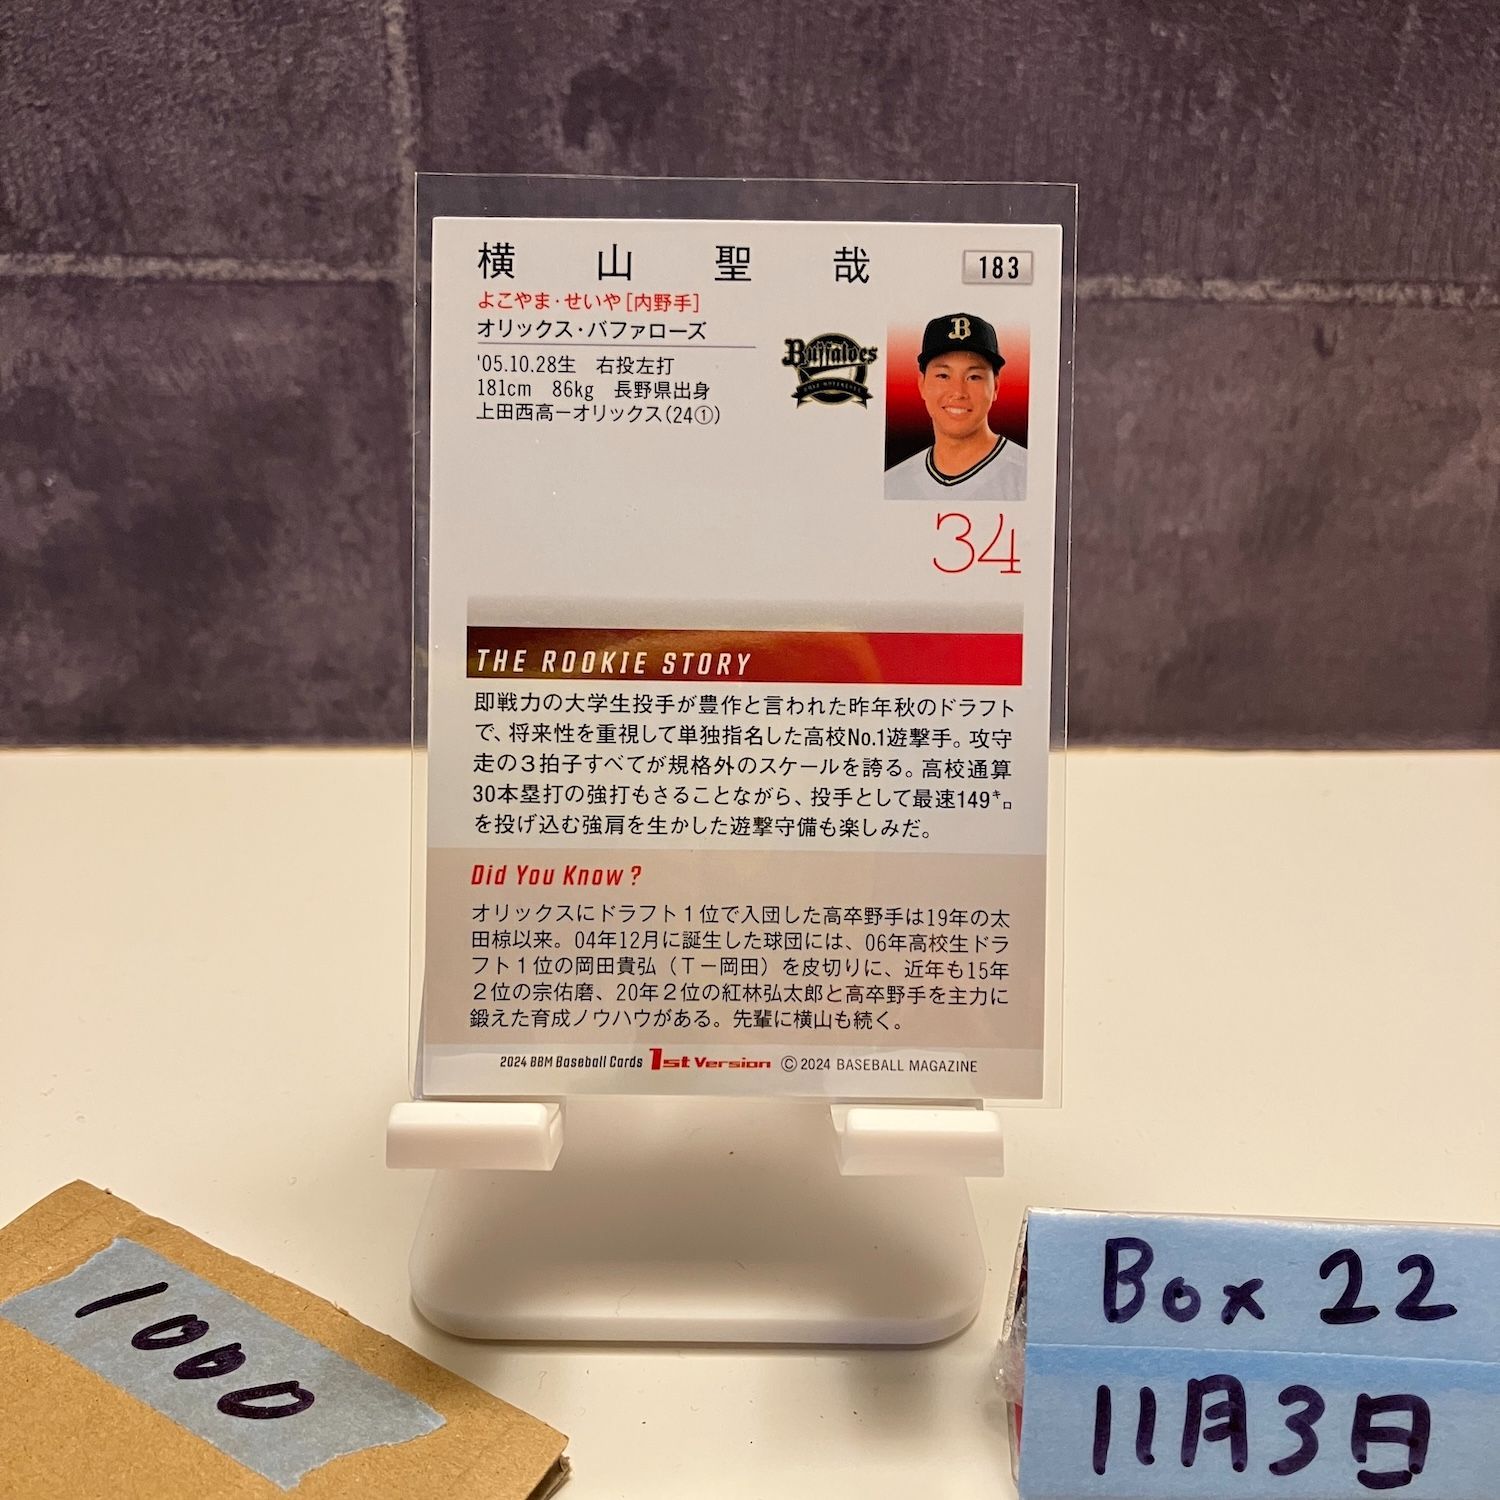 横山聖哉
183
よこやま・せいや[内野手]
オリックス・バファローズ
'05.10.28生 右投左打
181cm 86kg 長野県出身
上田西高ーオリックス(24①)
Buffaloes
B
34
THE ROOKIE STORY
即戦力の大学生投手が豊作と言われた昨年秋のドラフト
で、将来性を重視して単独指名した高校No.1遊撃手。攻守
走の3拍子すべてが規格外のスケールを誇る。高校通算
30本塁打の強打もさることながら、投手として最速149㌔
を投げ込む強肩を生かした遊撃守備も楽しみだ。
Did You Know?
オリックスにドラフト1位で入団した高卒野手は19年の太
田椋以来。04年12月に誕生した球団には、06年高校生ドラ
フト1位の岡田貴弘(T-岡田)を皮切りに、近年も15年
2位の宗佑磨、20年2位の紅林弘太郎と高卒野手を主力に
鍛えた育成ノウハウがある。先輩に横山も続く。
2024 BBM Baseball Cards 1st Version © 2024 BASEBALL MAGAZINE
1000
Box 22
11月3日